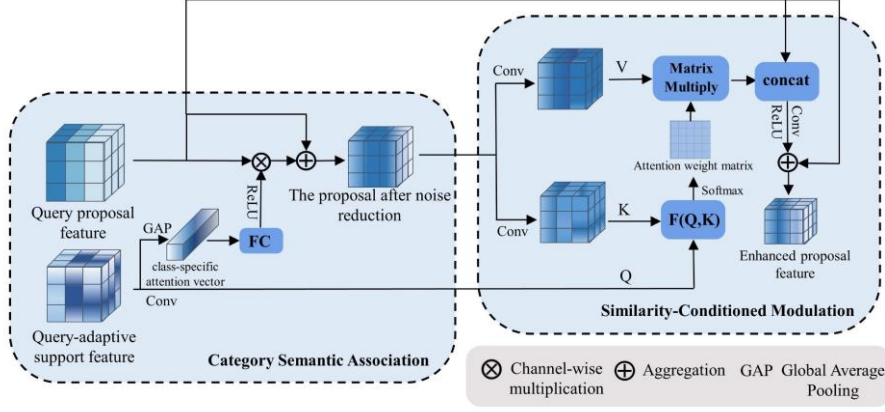 Query proposal
feature
GAP
class-specific
attention vector
FC
ReLU
Conv
Query-adaptive
support feature
The proposal after noise
reduction
Category Semantic Association
Conv
V
Matrix
Multiply
concat
Conv
ReLU
Attention weight matrix
Softmax
Conv
K
F(Q,K)
Q
Enhanced proposal
feature
Similarity-Conditioned Modulation
Channel-wise
multiplication
Aggregation
GAP Global Average
Pooling